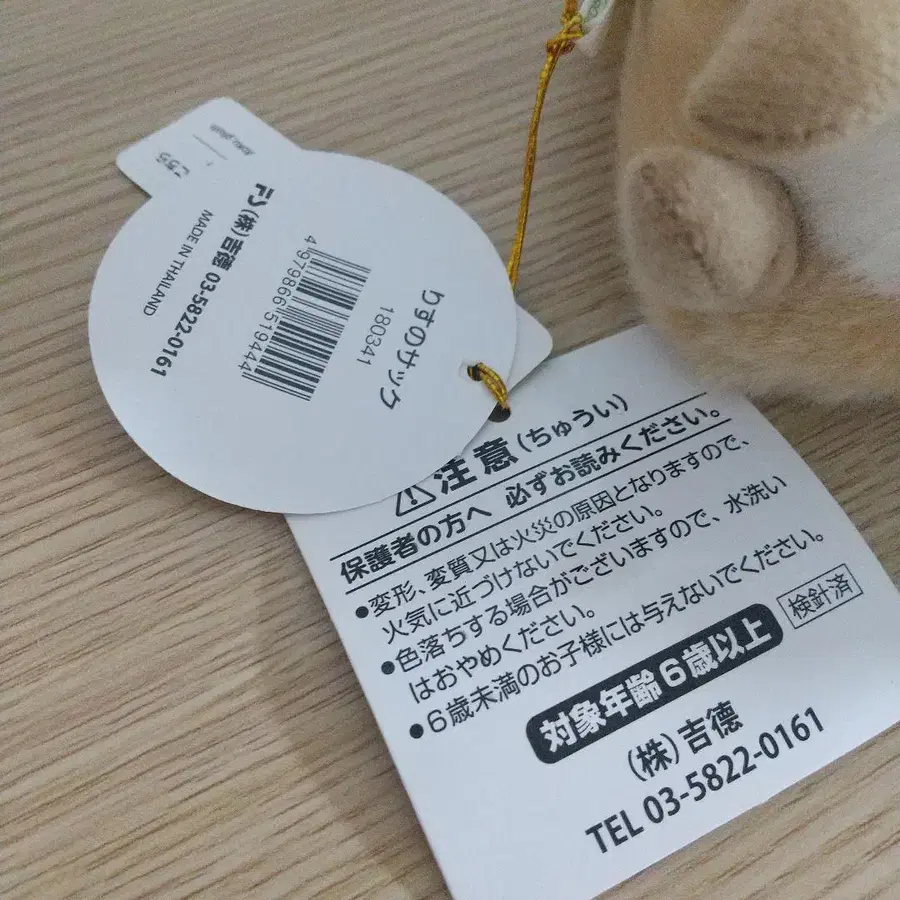 りすのサック
180341
4 979866 519444
(株)吉德 03-5822-0161
MADE IN THAILAND
注意(ちゅうい)
保護者の方へ 必ずお読みください。
●変形、変質又は火災の原因となりますので、
火気に近づけないでください。
●色落ちする場合がございますので、水洗い
はおやめください。
●6歳未満のお子様には与えないでください。
検針済
対象年齢6歳以上
(株)吉德
TEL 03-5822-0161